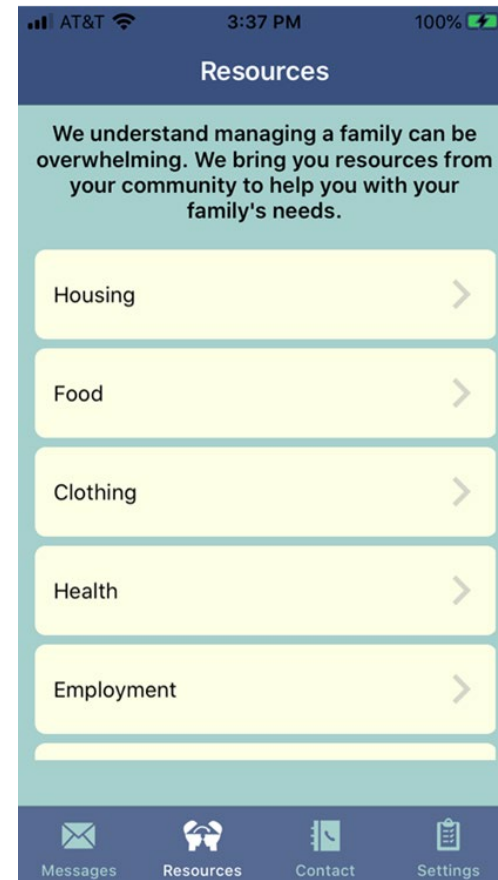 AT&T 3:37 PM 100%
Resources
We understand managing a family can be
overwhelming. We bring you resources from
your community to help you with your
family's needs.
Housing
Food
Clothing
Health
Employment
Messages Resources Contact Settings